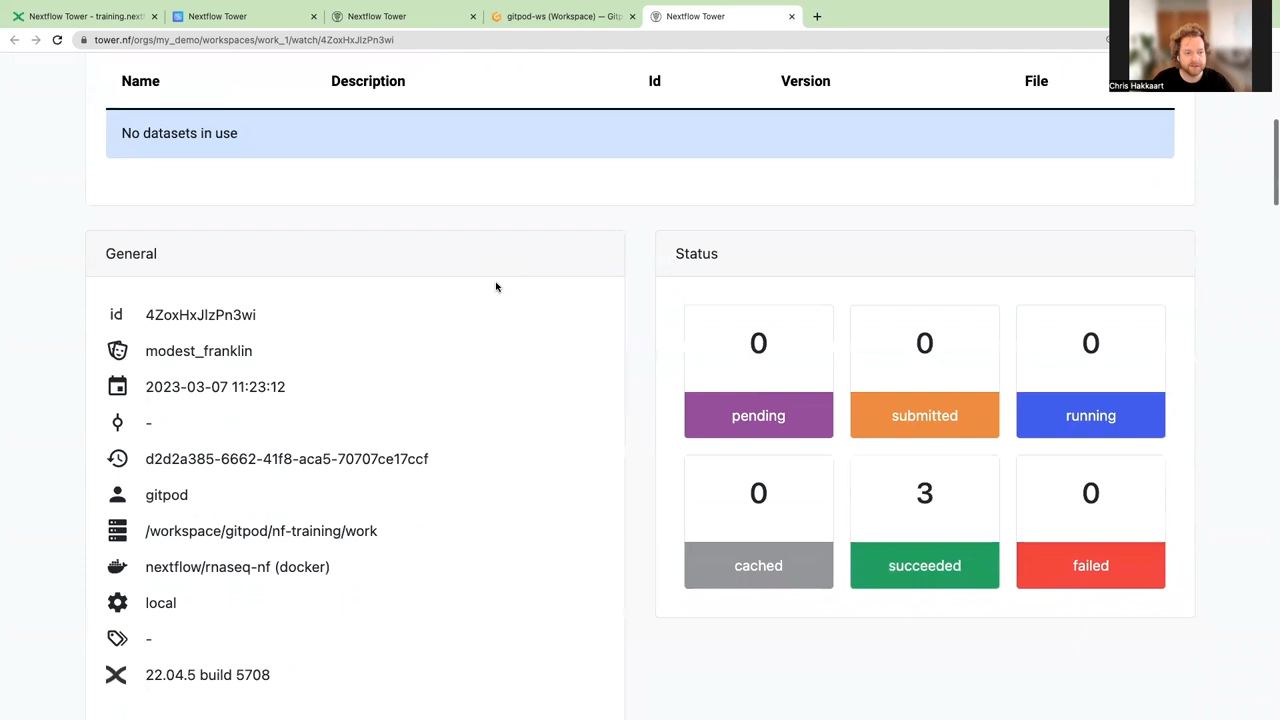 Nextflow Tower - training.next
Nextflow Tower
Nextflow Tower
gitpod-ws (Workspace) — Gitp
Nextflow Tower
tower.nf/orgs/my_demo/workspaces/work_1/watch/4ZoxHxJlzPn3wi
Chris Hakkaart
Name Description Id Version File
No datasets in use
General
id 4ZoxHxJlzPn3wi
modest_franklin
2023-03-07 11:23:12
-
d2d2a385-6662-41f8-aca5-70707ce17ccf
gitpod
/workspace/gitpod/nf-training/work
nextflow/rnaseq-nf (docker)
local
-
22.04.5 build 5708
Status
0 0 0
pending submitted running
0 3 0
cached succeeded failed